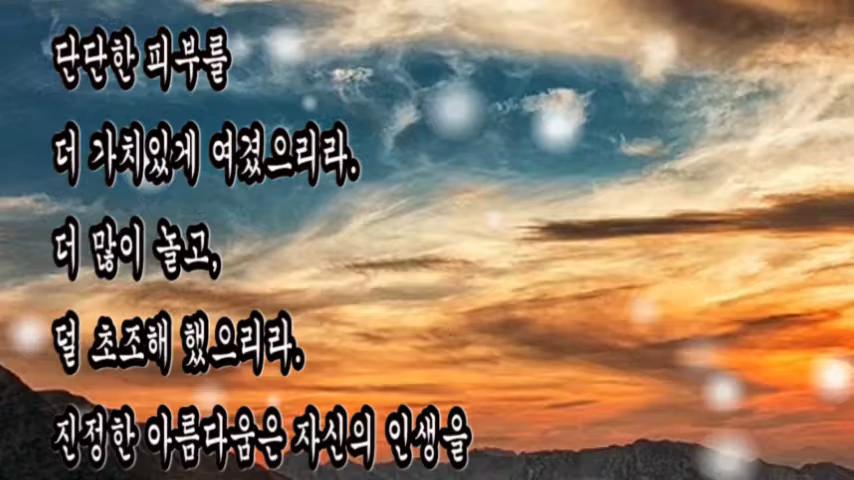 단단한 피부를
더 가치있게 여겼으리라.
더 많이 놀고,
덜 초조해 했으리라.
진정한 아름다움은 자신의 인생을